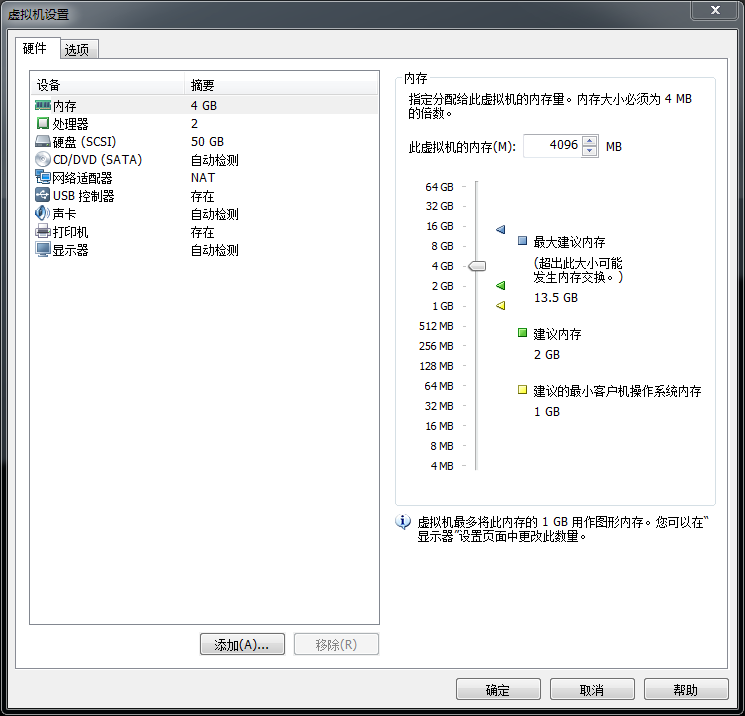 虚拟机设置
硬件 选项
设备 摘要
内存 4 GB
处理器 2
硬盘 (SCSI) 50 GB
CD/DVD (SATA) 自动检测
网络适配器 NAT
USB 控制器 存在
声卡 自动检测
打印机 存在
显示器 自动检测
添加(A)... 移除(R)
内存
指定分配给此虚拟机的内存量。内存大小必须为 4 MB
的倍数。
此虚拟机的内存(M): 4096 MB
64 GB
32 GB
16 GB
8 GB
4 GB
2 GB
1 GB
512 MB
256 MB
128 MB
64 MB
32 MB
16 MB
8 MB
4 MB
最大建议内存
(超出此大小可能
发生内存交换。)
13.5 GB
建议内存
2 GB
建议的最小客户机操作系统内存
1 GB
虚拟机最多将此内存的 1 GB 用作图形内存。您可以在“
显示器”设置页面中更改此数量。
确定 取消 帮助